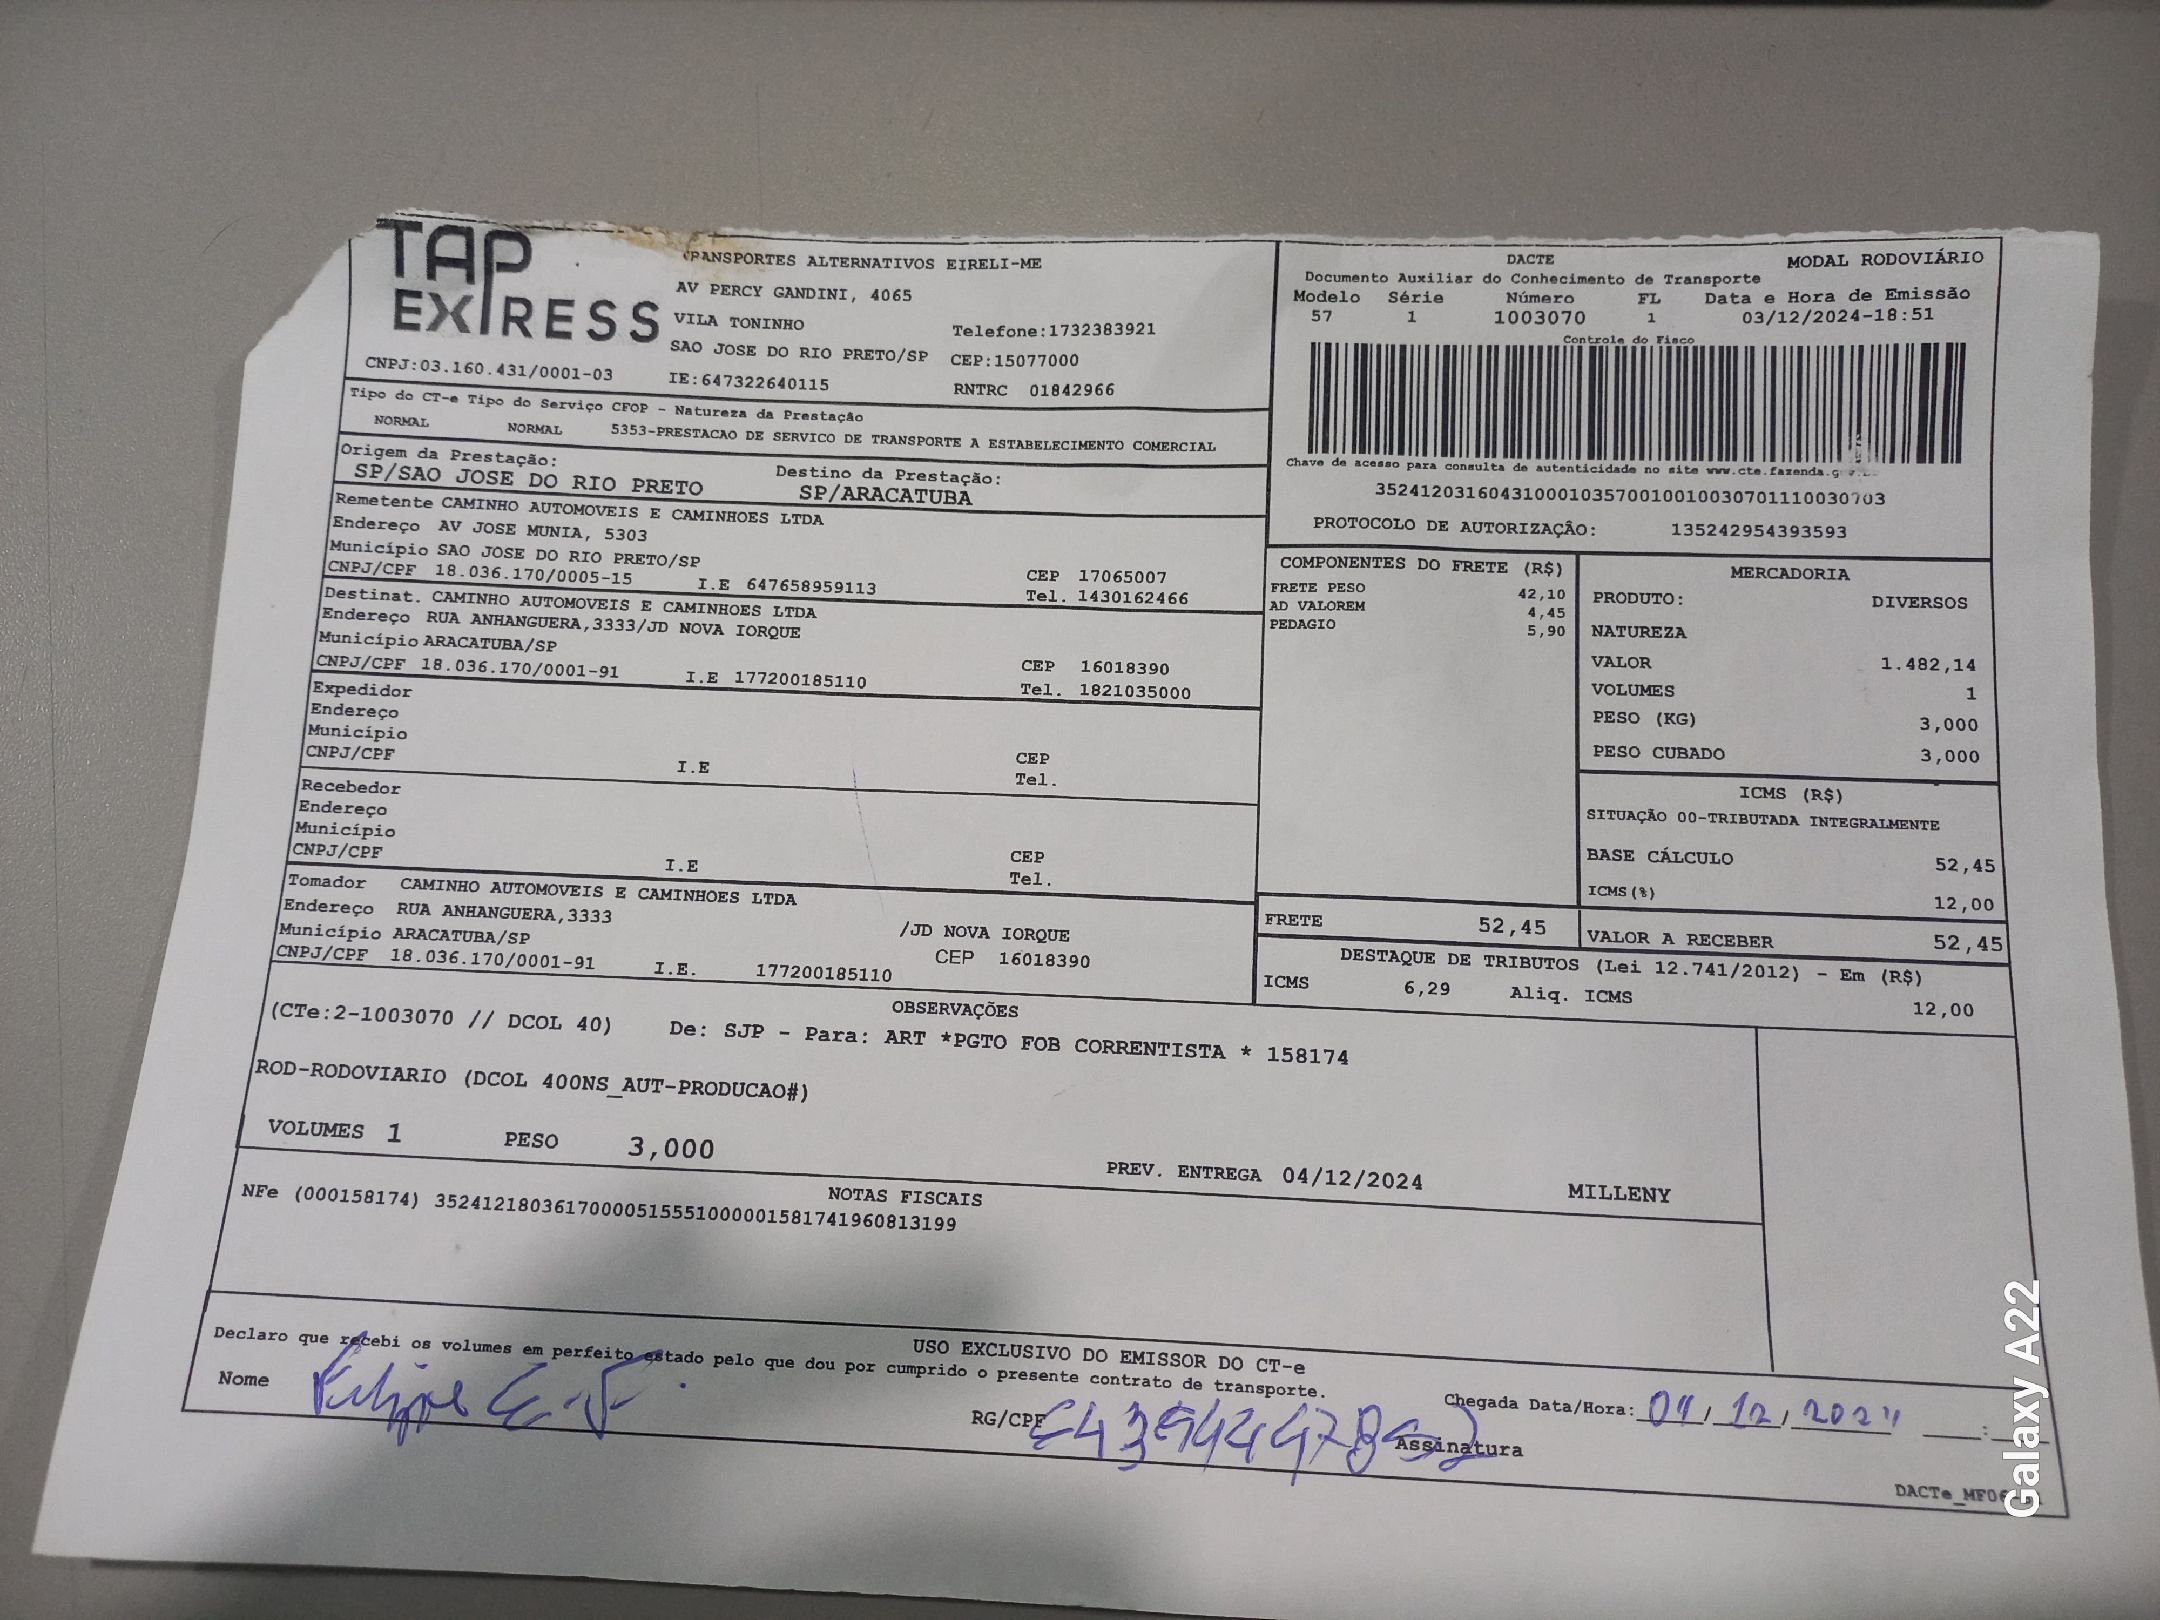 TAP EXPRESS
TRANSPORTES ALTERNATIVOS EIRELI-ME
AV PERCY GANDINI, 4065
VILA TONINHO
Telefone:1732383921
SAO JOSE DO RIO PRETO/SP CEP:15077000
CNPJ:03.160.431/0001-03 IE:647322640115 RNTRC 01842966
DACTE MODAL RODOVIÁRIO
Documento Auxiliar do Conhecimento de Transporte
Modelo Série Número FL Data e Hora de Emissão
57 1 1003070 1 03/12/2024-18:51
Controle do Fisco
Chave de acesso para consulta de autenticidade no site www.cte.fazenda.gov.br
35241203160431000103570010010030701110030703
PROTOCOLO DE AUTORIZAÇÃO: 135242954393593
Tipo do CT-e Tipo do Serviço CFOP - Natureza da Prestação
NORMAL NORMAL 5353-PRESTACAO DE SERVICO DE TRANSPORTE A ESTABELECIMENTO COMERCIAL
Origem da Prestação: Destino da Prestação:
SP/SAO JOSE DO RIO PRETO SP/ARACATUBA
Remetente CAMINHO AUTOMOVEIS E CAMINHOES LTDA
Endereço AV JOSE MUNIA, 5303
Município SAO JOSE DO RIO PRETO/SP CEP 17065007
CNPJ/CPF 18.036.170/0005-15 I.E 647658959113 Tel. 1430162466
Destinat. CAMINHO AUTOMOVEIS E CAMINHOES LTDA
Endereço RUA ANHANGUERA,3333/JD NOVA IORQUE
Município ARACATUBA/SP CEP 16018390
CNPJ/CPF 18.036.170/0001-91 I.E 177200185110 Tel. 1821035000
Expedidor
Endereço
Município CEP
CNPJ/CPF I.E Tel.
Recebedor
Endereço
Município CEP
CNPJ/CPF I.E Tel.
Tomador CAMINHO AUTOMOVEIS E CAMINHOES LTDA
Endereço RUA ANHANGUERA,3333 /JD NOVA IORQUE
Município ARACATUBA/SP CEP 16018390
CNPJ/CPF 18.036.170/0001-91 I.E. 177200185110
COMPONENTES DO FRETE (R$)
FRETE PESO 42,10
AD VALOREM 4,45
PEDAGIO 5,90
MERCADORIA
PRODUTO: DIVERSOS
NATUREZA
VALOR 1.482,14
VOLUMES 1
PESO (KG) 3,000
PESO CUBADO 3,000
ICMS (R$)
SITUAÇÃO 00-TRIBUTADA INTEGRALMENTE
BASE CÁLCULO 52,45
ICMS(%) 12,00
FRETE 52,45 VALOR A RECEBER 52,45
DESTAQUE DE TRIBUTOS (Lei 12.741/2012) - Em (R$)
ICMS 6,29 Aliq. ICMS 12,00
OBSERVAÇÕES
(CTe:2-1003070 // DCOL 40) De: SJP - Para: ART *PGTO FOB CORRENTISTA * 158174
ROD-RODOVIARIO (DCOL 400NS_AUT-PRODUCAO#)
VOLUMES 1 PESO 3,000 PREV. ENTREGA 04/12/2024 MILLENY
NOTAS FISCAIS
NFe (000158174) 35241218036170000515551000001581741960813199
USO EXCLUSIVO DO EMISSOR DO CT-e
Declaro que recebi os volumes em perfeito estado pelo que dou por cumprido o presente contrato de transporte.
Nome Felipe RG/CPF Assinatura
Chegada Data/Hora: 04/12/2024 :
Galaxy A22